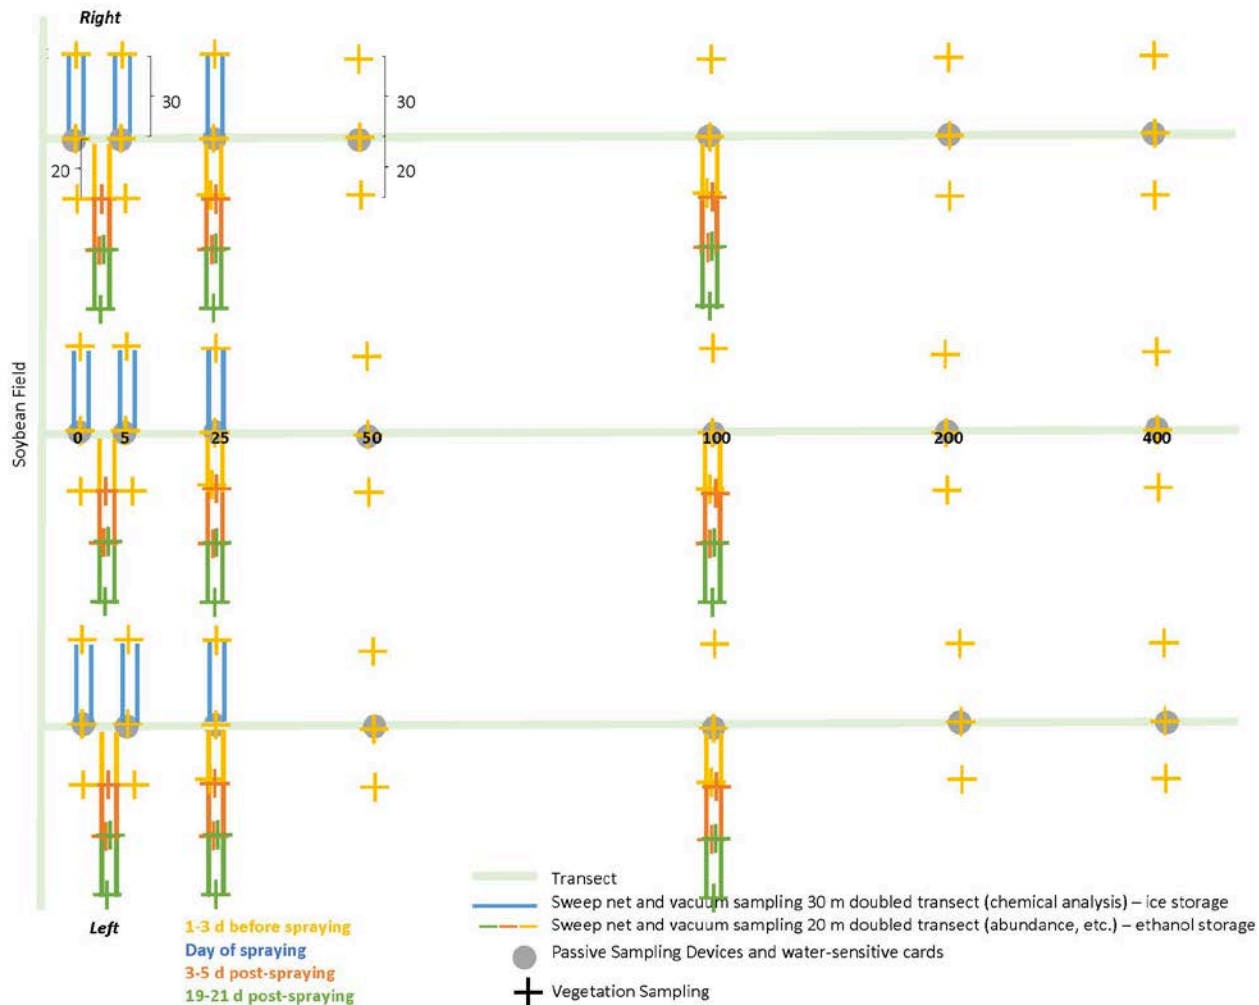 Right
30
30
20
20
Soybean Field
0 5 25 50 100 200 400
Left
1-3 d before spraying
Day of spraying
3-5 d post-spraying
19-21 d post-spraying
Transect
Sweep net and vacuum sampling 30 m doubled transect (chemical analysis) – ice storage
Sweep net and vacuum sampling 20 m doubled transect (abundance, etc.) – ethanol storage
Passive Sampling Devices and water-sensitive cards
Vegetation Sampling